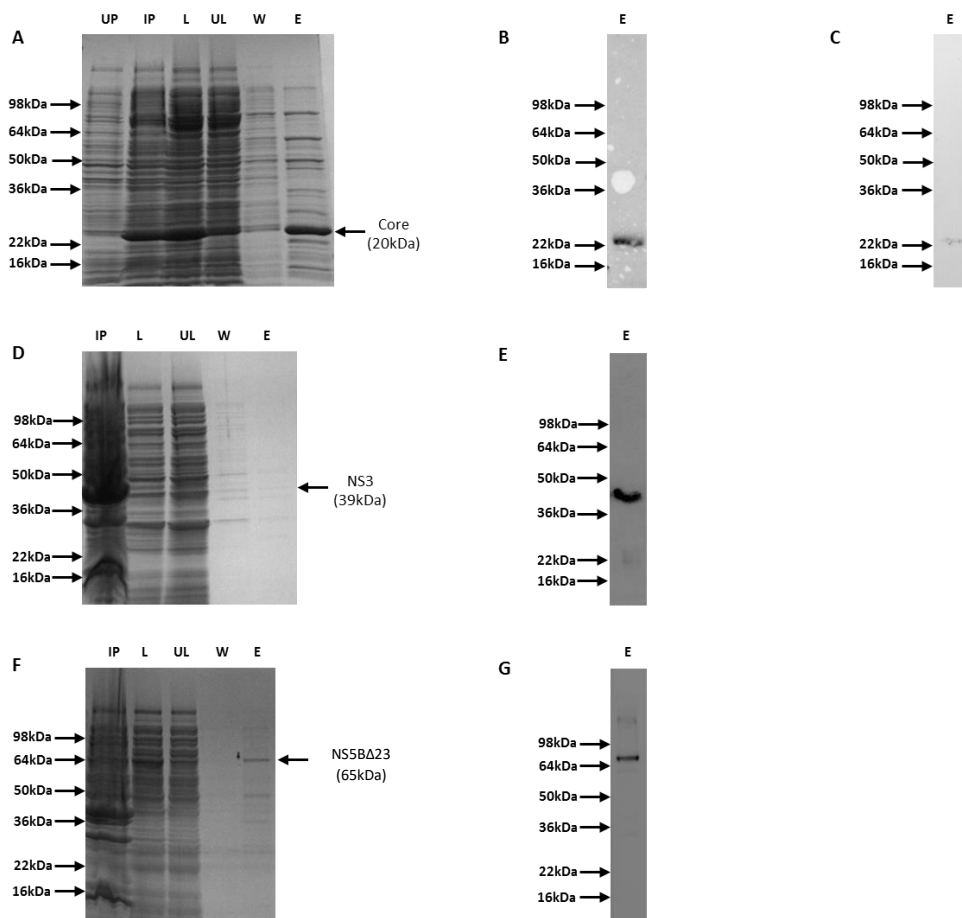 UP IP L UL W E
A
98kDa
64kDa
50kDa
36kDa
22kDa
16kDa
Core
(20kDa)
E
B
98kDa
64kDa
50kDa
36kDa
22kDa
16kDa
E
C
98kDa
64kDa
50kDa
36kDa
22kDa
16kDa
IP L UL W E
D
98kDa
64kDa
50kDa
36kDa
22kDa
16kDa
NS3
(39kDa)
E
E
98kDa
64kDa
50kDa
36kDa
22kDa
16kDa
IP L UL W E
F
98kDa
64kDa
50kDa
36kDa
22kDa
16kDa
NS5BΔ23
(65kDa)
E
G
98kDa
64kDa
50kDa
36kDa
22kDa
16kDa